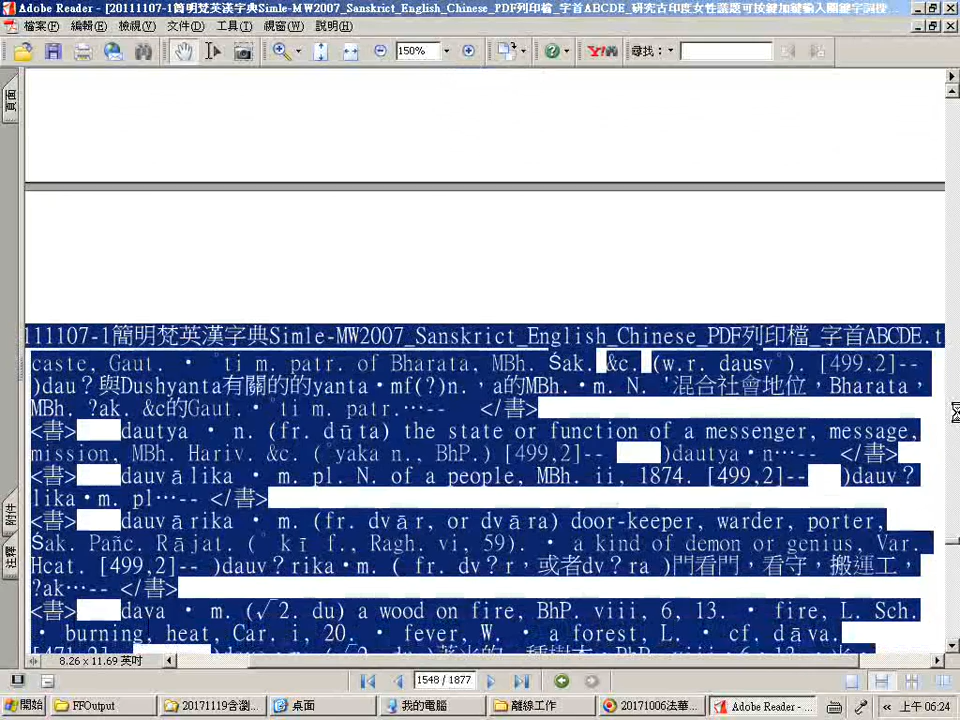 Adobe Reader - [20111107-1簡明梵英漢字典Simle-MW2007_Sanskrict_English_Chinese_PDF列印檔_字首ABCDE_研究古印度女性議題可按鍵加鍵輸入關鍵字詞搜
檔案(F) 編輯(E) 檢視(V) 文件(D) 工具(T) 視窗(W) 說明(H)
150% Y! 尋找:
頁面
111107-1簡明梵英漢字典Simle-MW2007_Sanskrict_English_Chinese_PDF列印檔_字首ABCDE.t
caste, Gaut. • °ti m. patr. of Bharata, MBh. Śak. &c. (w.r. dausv°). [499,2]--
)dau？與Dushyanta有關的的yanta•mf(?)n.，a的MBh.•m. N. '混合社會地位，Bharata，
MBh. ?ak. &c的Gaut.•°ti m. patr.…-- </書>
<書> dautya • n. (fr. dūta) the state or function of a messenger, message,
mission, MBh. Hariv. &c. (°yaka n., BhP.) [499,2]-- )dautya•n…-- </書>
<書> dauvālika • m. pl. N. of a people, MBh. ii, 1874. [499,2]-- )dauv？
lika•m. pl…-- </書>
<書> dauvārika • m. (fr. dvār, or dvāra) door-keeper, warder, porter,
Śak. Pañc. Rājat. (°kī f., Ragh. vi, 59). • a kind of demon or genius, Var.
Hcat. [499,2]-- )dauv？rika•m. ( fr. dv？r，或者dv？ra )門看門，看守，搬運工，
?ak…-- </書>
<書> dava • m. (√2. du) a wood on fire, BhP. viii, 6, 13. • fire, L. Sch.
• burning, heat, Car. i, 20. • fever, W. • a forest, L. • cf. dāva.
附件
注釋
8.26 x 11.69 英吋
1548 / 1877
開始 FFOutput 20171119含瀏... 桌面 我的電腦 離線工作 20171006法華... Adobe Reader - ... 上午 06:24